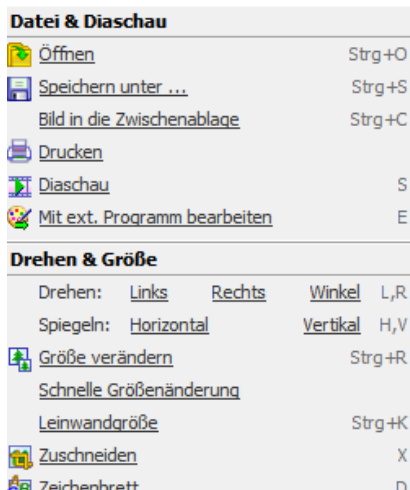 Datei & Diaschau
Öffnen Strg+O
Speichern unter ... Strg+S
Bild in die Zwischenablage Strg+C
Drucken
Diaschau S
Mit ext. Programm bearbeiten E
Drehen & Größe
Drehen: Links Rechts Winkel L,R
Spiegeln: Horizontal Vertikal H,V
Größe verändern Strg+R
Schnelle Größenänderung
Leinwandgröße Strg+K
Zuschneiden X
Zeichenbrett D